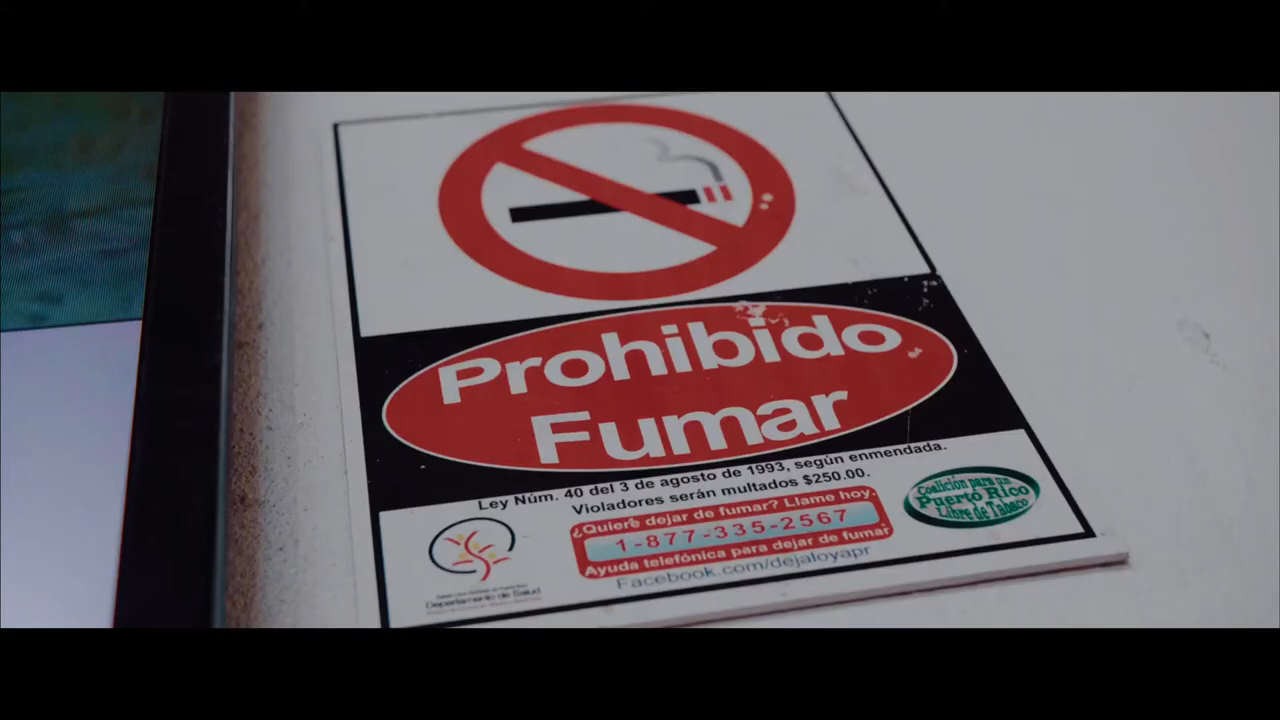 Prohibido
Fumar
Ley Núm. 40 del 3 de agosto de 1993, según enmendada.
Violadores serán multados $250.00.
¿Quiere dejar de fumar? Llame hoy.
1-877-335-2567
Ayuda telefónica para dejar de fumar
Facebook.com/dejaloyapr
Departamento de Salud
Coalición para un
Puerto Rico
Libre de Tabaco